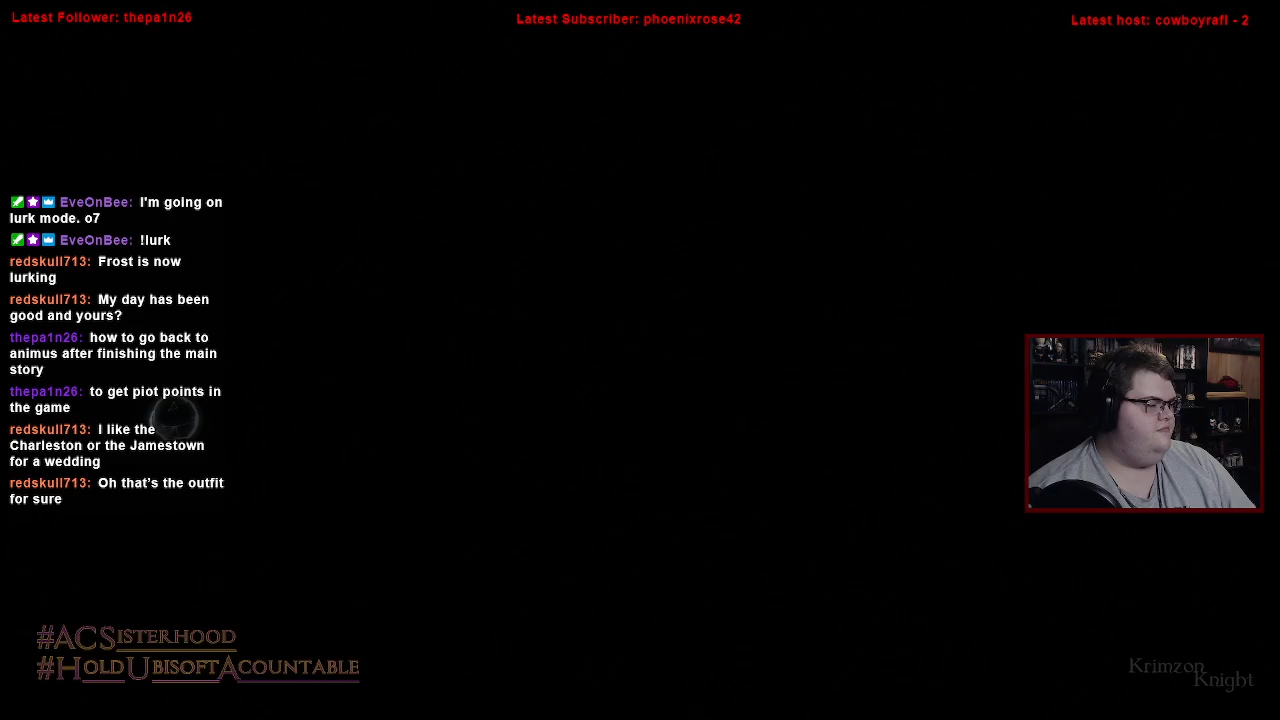 Latest Follower: thepa1n26
Latest Subscriber: phoenixrose42
Latest host: cowboyrafl - 2
EveOnBee: I'm going on
lurk mode. o7
EveOnBee: !lurk
redskull713: Frost is now
lurking
redskull713: My day has been
good and yours?
thepa1n26: how to go back to
animus after finishing the main
story
thepa1n26: to get piot points in
the game
redskull713: I like the
Charleston or the Jamestown
for a wedding
redskull713: Oh that's the outfit
for sure
#ACSisterhood
#HoldUbisoftAcountable
Krimzon
Knight